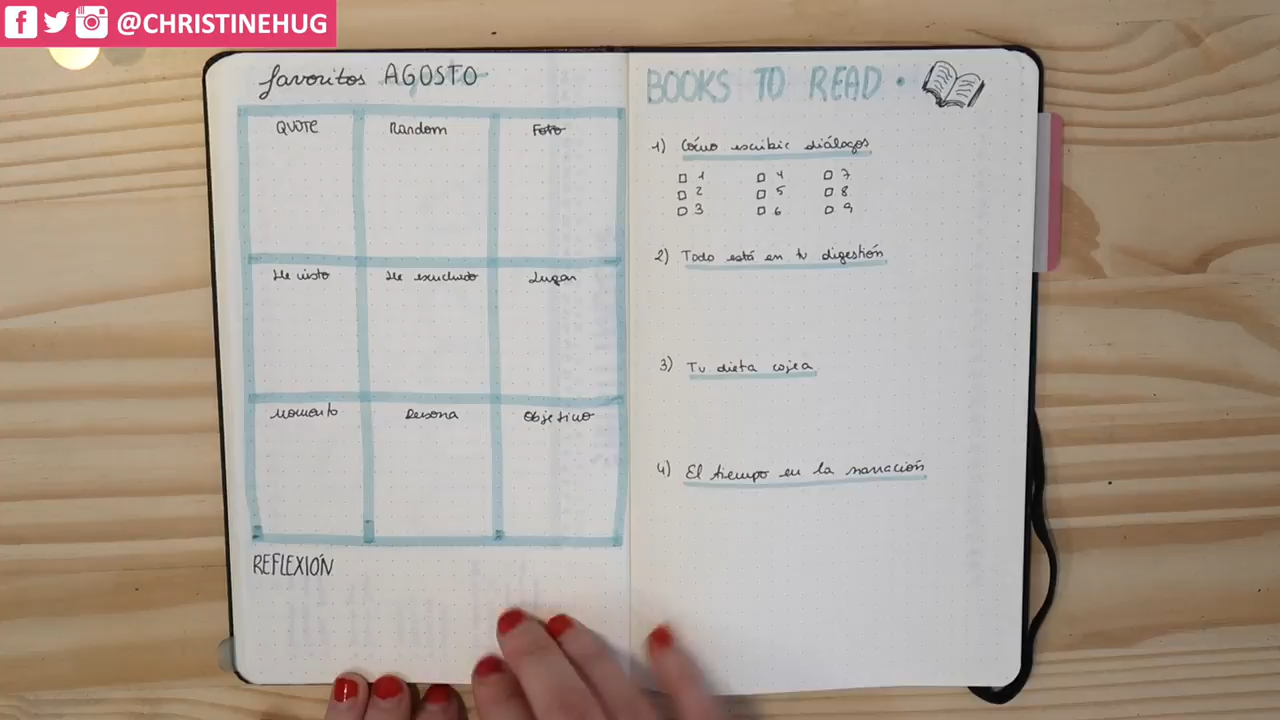 @CHRISTINEHUG
favoritos AGOSTO
QUOTE Random Foto
He visto He escuchado Lugar
Momento Persona Objetivo
REFLEXIÓN
BOOKS TO READ •
1) Cómo escribir diálogos
1 4 7
2 5 8
3 6 9
2) Todo está en tu digestión
3) Tu dieta cojea
4) El tiempo en la narración